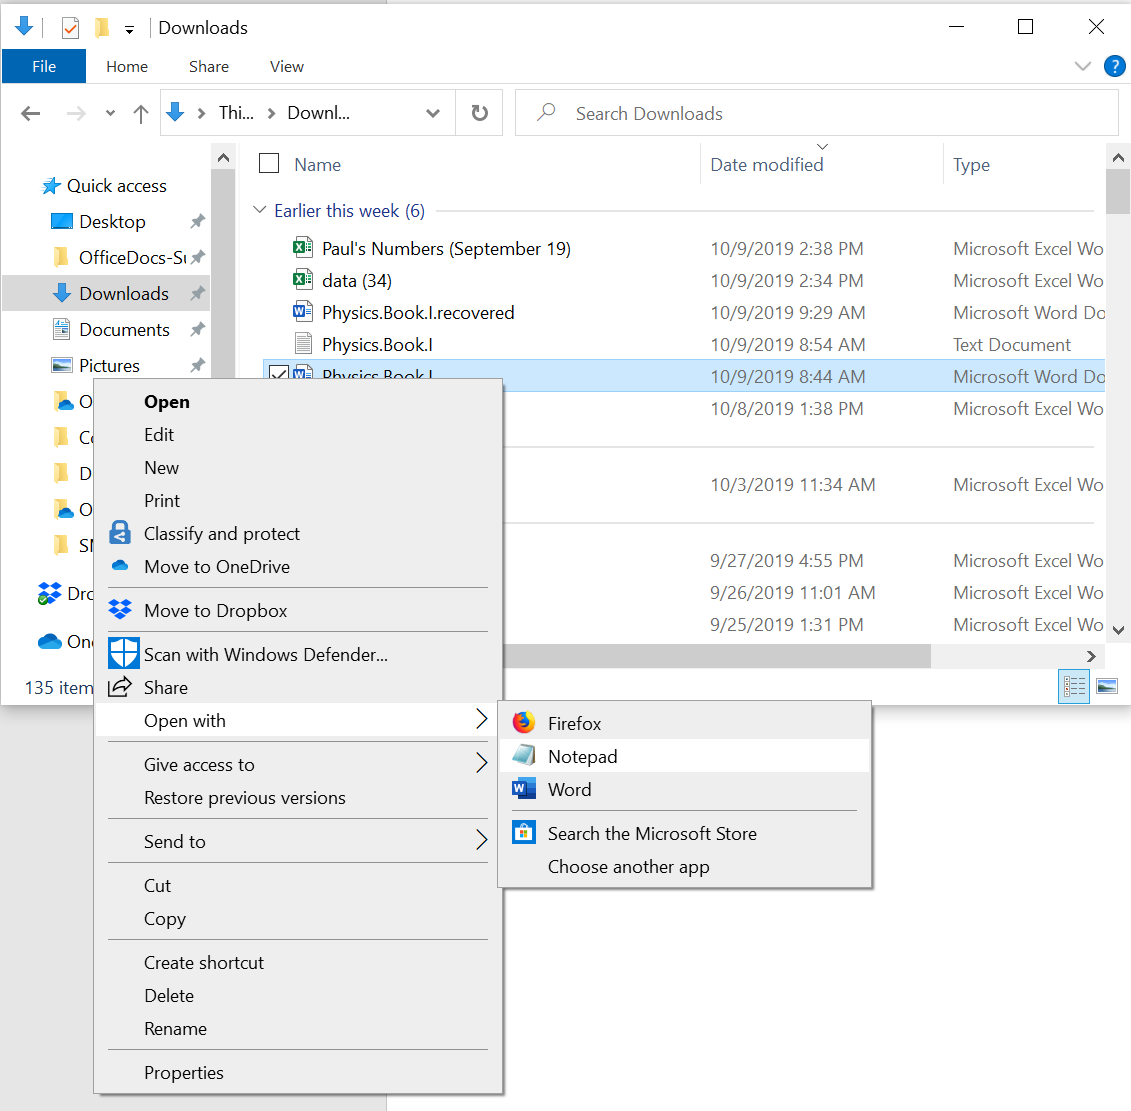 Downloads
File Home Share View
Thi... Downl... Search Downloads
Name Date modified Type
Quick access
Desktop
OfficeDocs-Su
Downloads
Documents
Pictures
O
Co
D
O
SM
Dro
One
135 item
Earlier this week (6)
Paul's Numbers (September 19) 10/9/2019 2:38 PM Microsoft Excel Wo
data (34) 10/9/2019 2:34 PM Microsoft Excel Wo
Physics.Book.I.recovered 10/9/2019 9:29 AM Microsoft Word Do
Physics.Book.I 10/9/2019 8:54 AM Text Document
Physics.Book.I 10/9/2019 8:44 AM Microsoft Word Do
10/8/2019 1:38 PM Microsoft Excel Wo
10/3/2019 11:34 AM Microsoft Excel Wo
9/27/2019 4:55 PM Microsoft Excel Wo
9/26/2019 11:01 AM Microsoft Excel Wo
9/25/2019 1:31 PM Microsoft Excel Wo
Open
Edit
New
Print
Classify and protect
Move to OneDrive
Move to Dropbox
Scan with Windows Defender...
Share
Open with
Give access to
Restore previous versions
Send to
Cut
Copy
Create shortcut
Delete
Rename
Properties
Firefox
Notepad
Word
Search the Microsoft Store
Choose another app